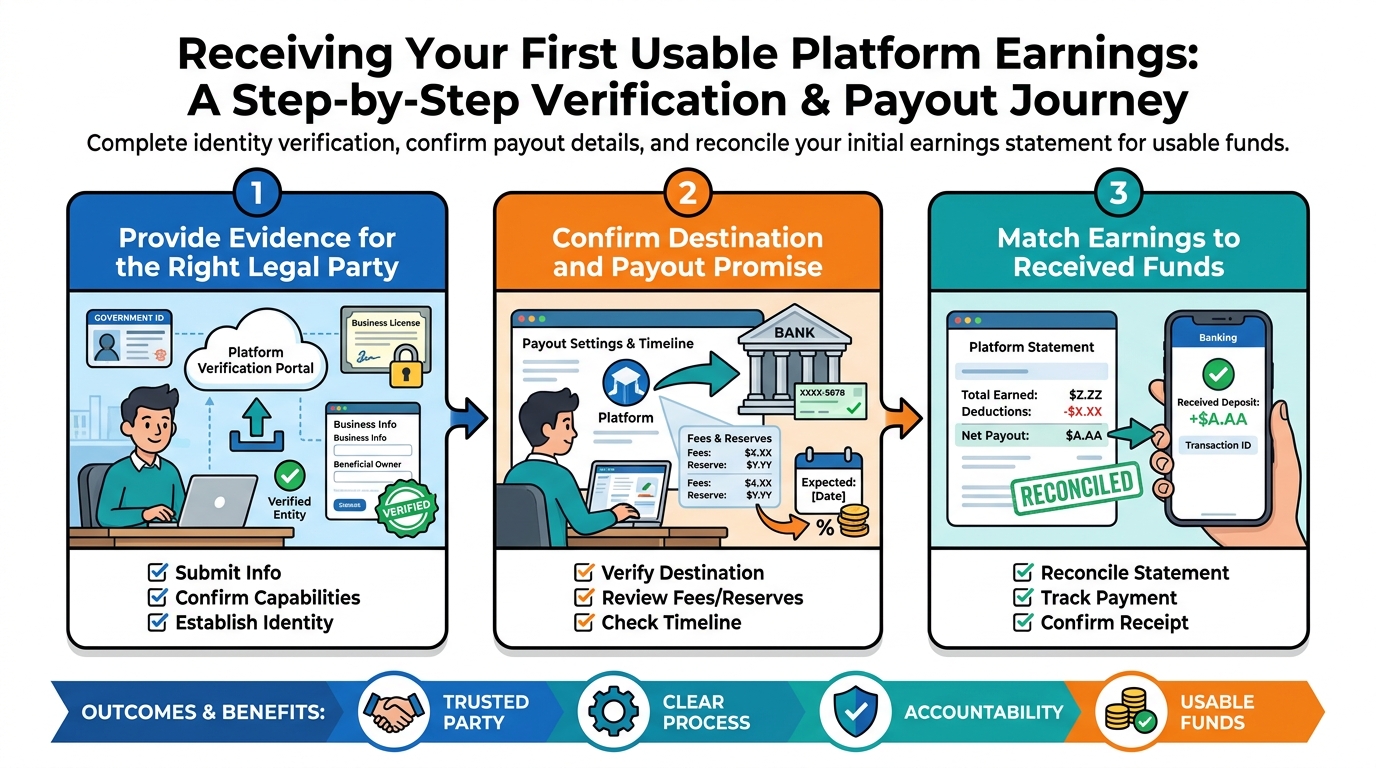 Receiving Your First Usable Platform Earnings:
A Step-by-Step Verification & Payout Journey
Complete identity verification, confirm payout details, and reconcile your initial earnings statement for usable funds.
1
Provide Evidence for
the Right Legal Party
GOVERNMENT ID
Platform
Verification Portal
Business License
Business Info
Business Info
Beneficial Owner
Verified
Entity
VERIFIED
Submit Info
Confirm Capabilities
Establish Identity
2
Confirm Destination
and Payout Promise
Payout Settings & Timeline
Platform
BANK
XXXX-5678
Fees & Reserves
Fees: $X.XX
Reserve: $Y.YY
Fees: $4.XX
Reserve: $Y.YY
Expected:
[Date]
%
Verify Destination
Review Fees/Reserves
Check Timeline
3
Match Earnings to
Received Funds
Platform Statement
Total Earned: $Z.ZZ
Deductions: -$X.XX
Net Payout: $A.AA
RECONCILED
Banking
Received Deposit:
+$A.AA
Transaction ID
Reconcile Statement
Track Payment
Confirm Receipt
OUTCOMES & BENEFITS:
TRUSTED
PARTY
CLEAR
PROCESS
ACCOUNTABILITY
USABLE
FUNDS